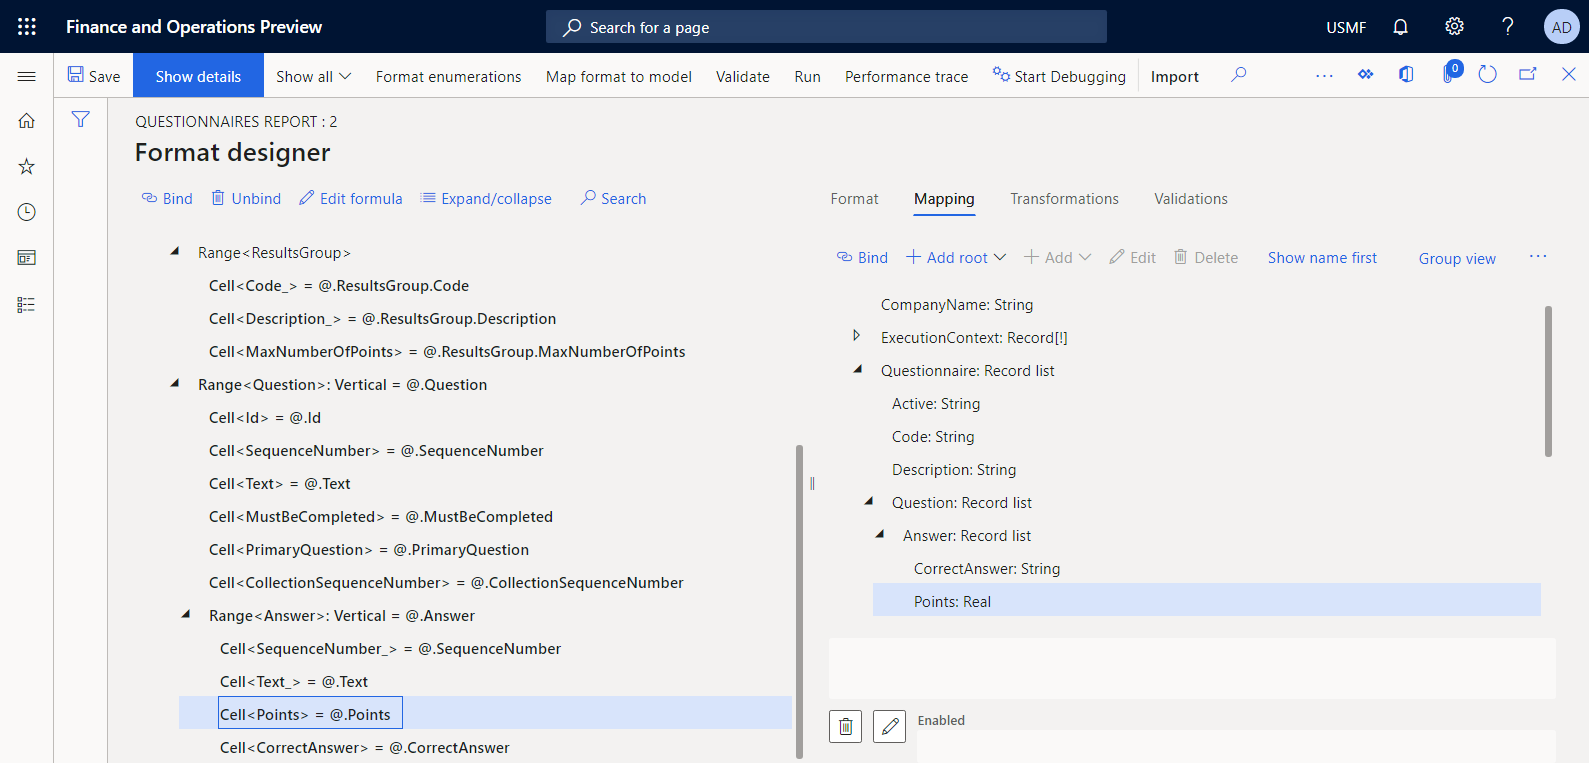 Finance and Operations Preview
Search for a page
USMF
?
AD
Save
Show details
Show all
Format enumerations
Map format to model
Validate
Run
Performance trace
Start Debugging
Import
...
0
QUESTIONNAIRES REPORT : 2
Format designer
Bind
Unbind
Edit formula
Expand/collapse
Search
Range<ResultsGroup>
Cell<Code_> = @.ResultsGroup.Code
Cell<Description_> = @.ResultsGroup.Description
Cell<MaxNumberOfPoints> = @.ResultsGroup.MaxNumberOfPoints
Range<Question>: Vertical = @.Question
Cell<Id> = @.Id
Cell<SequenceNumber> = @.SequenceNumber
Cell<Text> = @.Text
Cell<MustBeCompleted> = @.MustBeCompleted
Cell<PrimaryQuestion> = @.PrimaryQuestion
Cell<CollectionSequenceNumber> = @.CollectionSequenceNumber
Range<Answer>: Vertical = @.Answer
Cell<SequenceNumber_> = @.SequenceNumber
Cell<Text_> = @.Text
Cell<Points> = @.Points
Cell<CorrectAnswer> = @.CorrectAnswer
Format
Mapping
Transformations
Validations
Bind
Add root
Add
Edit
Delete
Show name first
Group view
...
CompanyName: String
ExecutionContext: Record[!]
Questionnaire: Record list
Active: String
Code: String
Description: String
Question: Record list
Answer: Record list
CorrectAnswer: String
Points: Real
Enabled